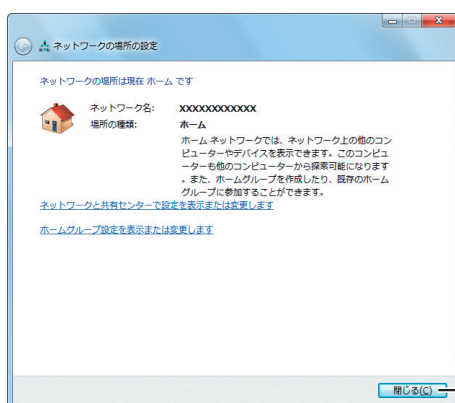 ネットワークの場所の設定
ネットワークの場所は現在 ホーム です
ネットワーク名: XXXXXXXXXXXX
場所の種類: ホーム
ホーム ネットワークでは、ネットワーク上の他のコン
ピューターやデバイスを表示できます。このコンピュ
ーターも他のコンピューターから探索可能になります
。また、ホームグループを作成したり、既存のホーム
グループに参加することができます。
ネットワークと共有センターで設定を表示または変更します
ホームグループ設定を表示または変更します
閉じる(C)